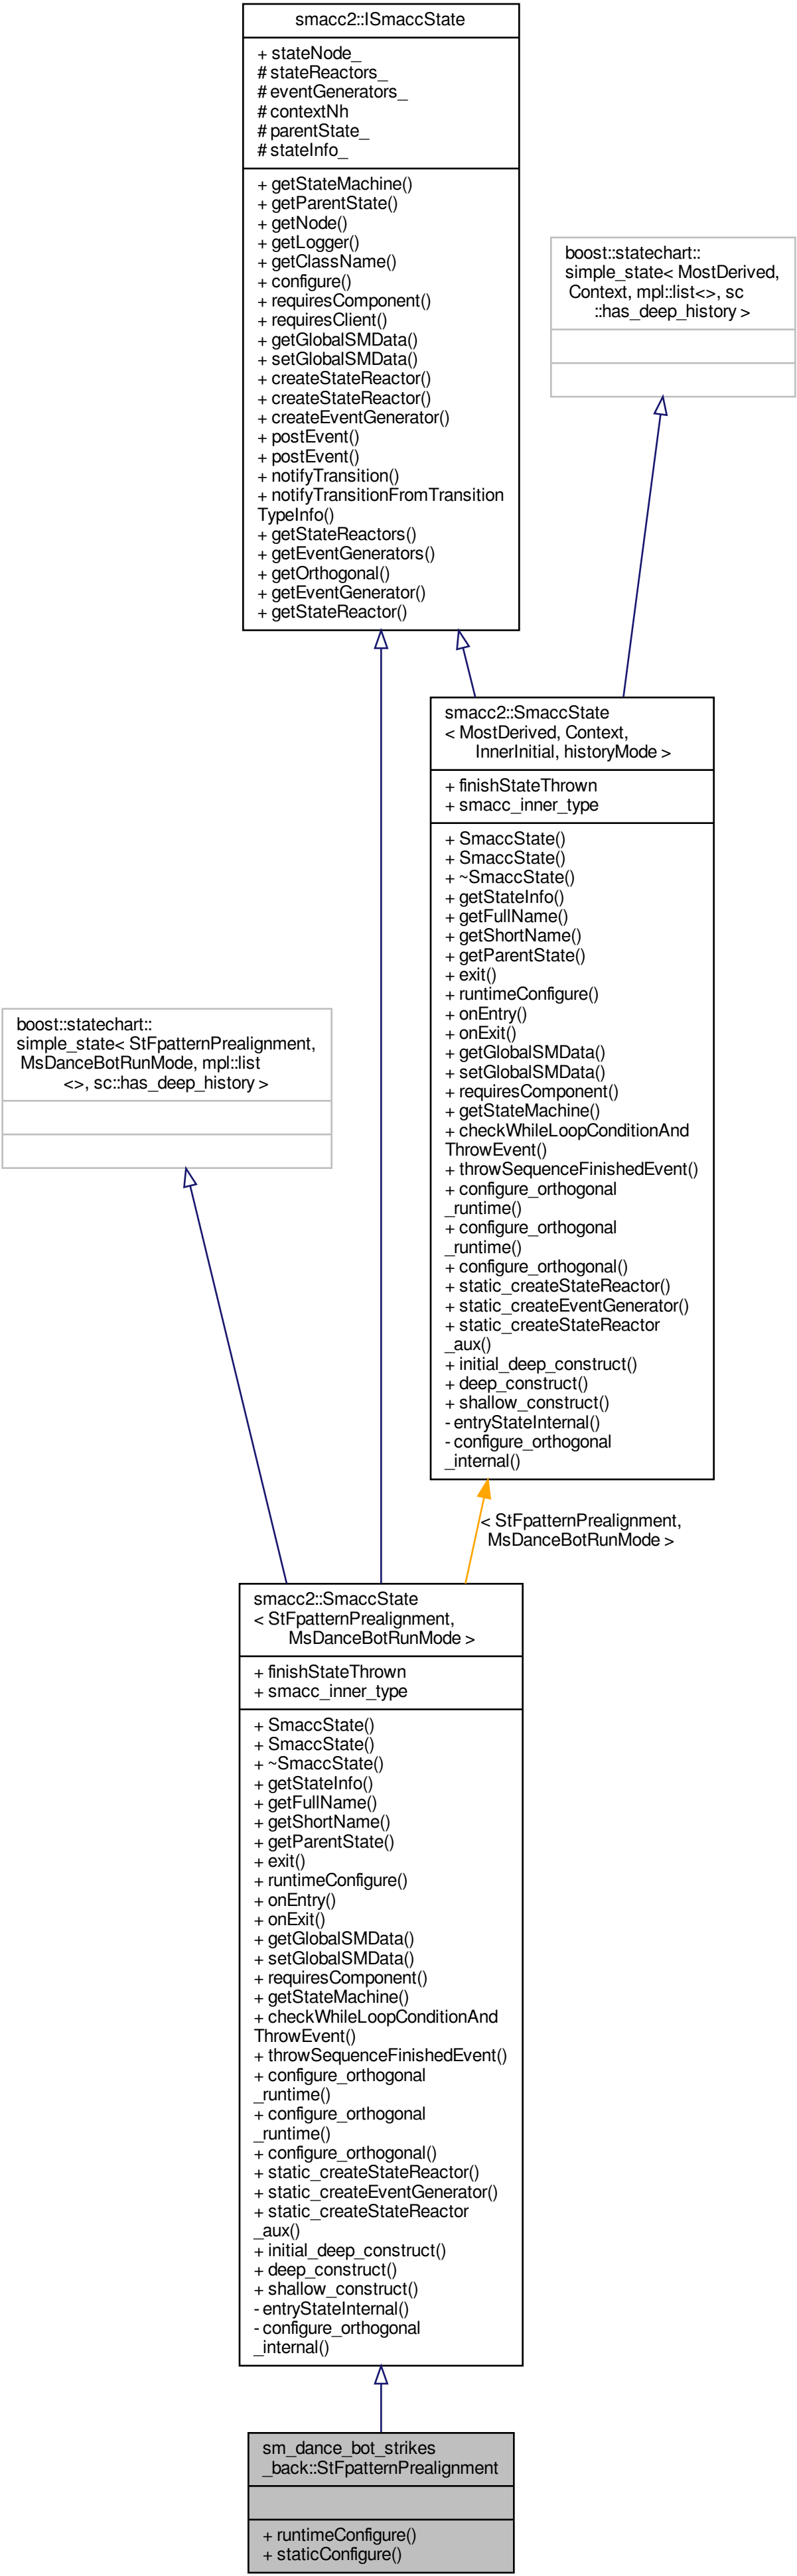 smacc2::ISmaccState
+ stateNode_
# stateReactors_
# eventGenerators_
# contextNh
# parentState_
# stateInfo_
+ getStateMachine()
+ getParentState()
+ getNode()
+ getLogger()
+ getClassName()
+ configure()
+ requiresComponent()
+ requiresClient()
+ getGlobalSMData()
+ setGlobalSMData()
+ createStateReactor()
+ createStateReactor()
+ createEventGenerator()
+ postEvent()
+ postEvent()
+ notifyTransition()
+ notifyTransitionFromTransition
TypeInfo()
+ getStateReactors()
+ getEventGenerators()
+ getOrthogonal()
+ getEventGenerator()
+ getStateReactor()
boost::statechart::
simple_state< MostDerived,
Context, mpl::list<>, sc
::has_deep_history >
smacc2::SmaccState
< MostDerived, Context,
InnerInitial, historyMode >
+ finishStateThrown
+ smacc_inner_type
+ SmaccState()
+ SmaccState()
+ ~SmaccState()
+ getStateInfo()
+ getFullName()
+ getShortName()
+ getParentState()
+ exit()
+ runtimeConfigure()
+ onEntry()
+ onExit()
+ getGlobalSMData()
+ setGlobalSMData()
+ requiresComponent()
+ getStateMachine()
+ checkWhileLoopConditionAnd
ThrowEvent()
+ throwSequenceFinishedEvent()
+ configure_orthogonal
_runtime()
+ configure_orthogonal
_runtime()
+ configure_orthogonal()
+ static_createStateReactor()
+ static_createEventGenerator()
+ static_createStateReactor
_aux()
+ initial_deep_construct()
+ deep_construct()
+ shallow_construct()
- entryStateInternal()
- configure_orthogonal
_internal()
boost::statechart::
simple_state< StFpatternPrealignment,
MsDanceBotRunMode, mpl::list
<>, sc::has_deep_history >
< StFpatternPrealignment,
MsDanceBotRunMode >
smacc2::SmaccState
< StFpatternPrealignment,
MsDanceBotRunMode >
+ finishStateThrown
+ smacc_inner_type
+ SmaccState()
+ SmaccState()
+ ~SmaccState()
+ getStateInfo()
+ getFullName()
+ getShortName()
+ getParentState()
+ exit()
+ runtimeConfigure()
+ onEntry()
+ onExit()
+ getGlobalSMData()
+ setGlobalSMData()
+ requiresComponent()
+ getStateMachine()
+ checkWhileLoopConditionAnd
ThrowEvent()
+ throwSequenceFinishedEvent()
+ configure_orthogonal
_runtime()
+ configure_orthogonal
_runtime()
+ configure_orthogonal()
+ static_createStateReactor()
+ static_createEventGenerator()
+ static_createStateReactor
_aux()
+ initial_deep_construct()
+ deep_construct()
+ shallow_construct()
- entryStateInternal()
- configure_orthogonal
_internal()
sm_dance_bot_strikes
_back::StFpatternPrealignment
+ runtimeConfigure()
+ staticConfigure()